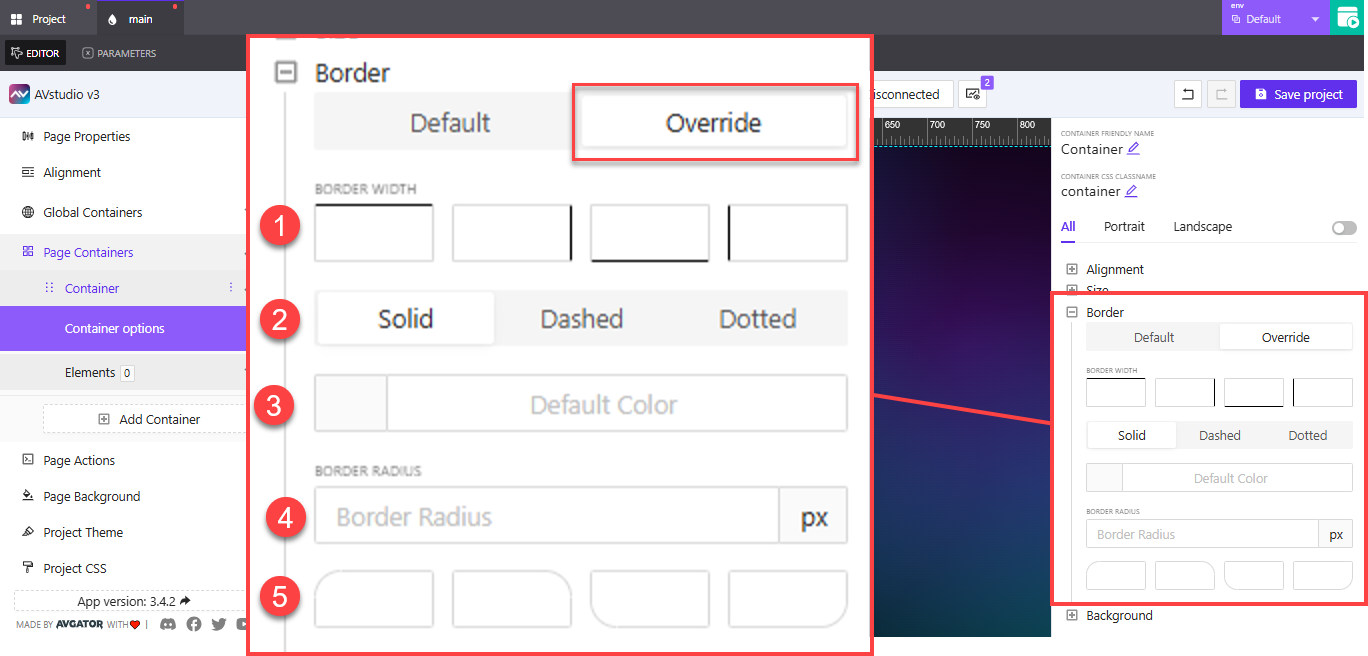 Project
main
env
Default
EDITOR
PARAMETERS
AVstudio v3
isconnected
2
Save project
Page Properties
Alignment
Global Containers
Page Containers
Container
Container options
Elements 0
Add Container
Page Actions
Page Background
Project Theme
Project CSS
App version: 3.4.2
MADE BY AVGATOR WITH |
Border
Default Override
BORDER WIDTH
1
2
Solid Dashed Dotted
3
Default Color
BORDER RADIUS
4
Border Radius px
5
650 700 750 800
CONTAINER FRIENDLY NAME
Container
CONTAINER CSS CLASSNAME
container
All Portrait Landscape
Alignment
Size
Border
Default Override
BORDER WIDTH
Solid Dashed Dotted
Default Color
BORDER RADIUS
Border Radius px
Background